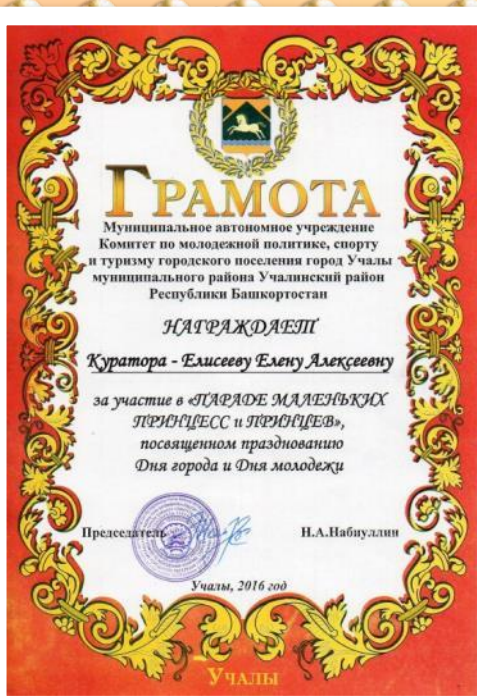 ГРАМОТА
Муниципальное автономное учреждение
Комитет по молодежной политике, спорту
и туризму городского поселения город Учалы
муниципального района Учалинский район
Республики Башкортостан
НАГРАЖДАЕТ
Куратора - Елисееву Елену Алексеевну
за участие в «ПАРАДЕ МАЛЕНЬКИХ
ПРИНЦЕСС и ПРИНЦЕВ»,
посвященном празднованию
Дня города и Дня молодежи
Председатель Н.А.Набиуллин
Учалы, 2016 год
УЧАЛЫ